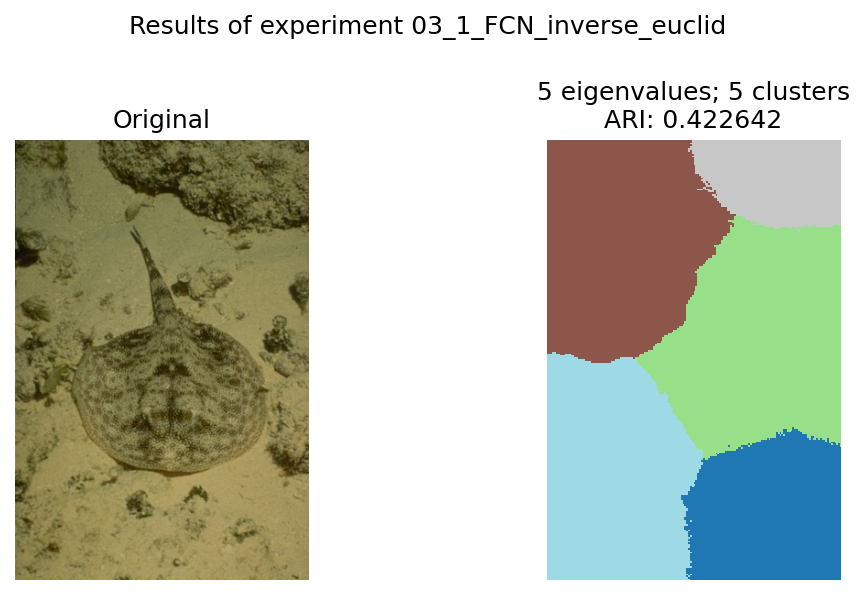 Results of experiment 03_1_FCN_inverse_euclid
Original
5 eigenvalues; 5 clusters
ARI: 0.422642